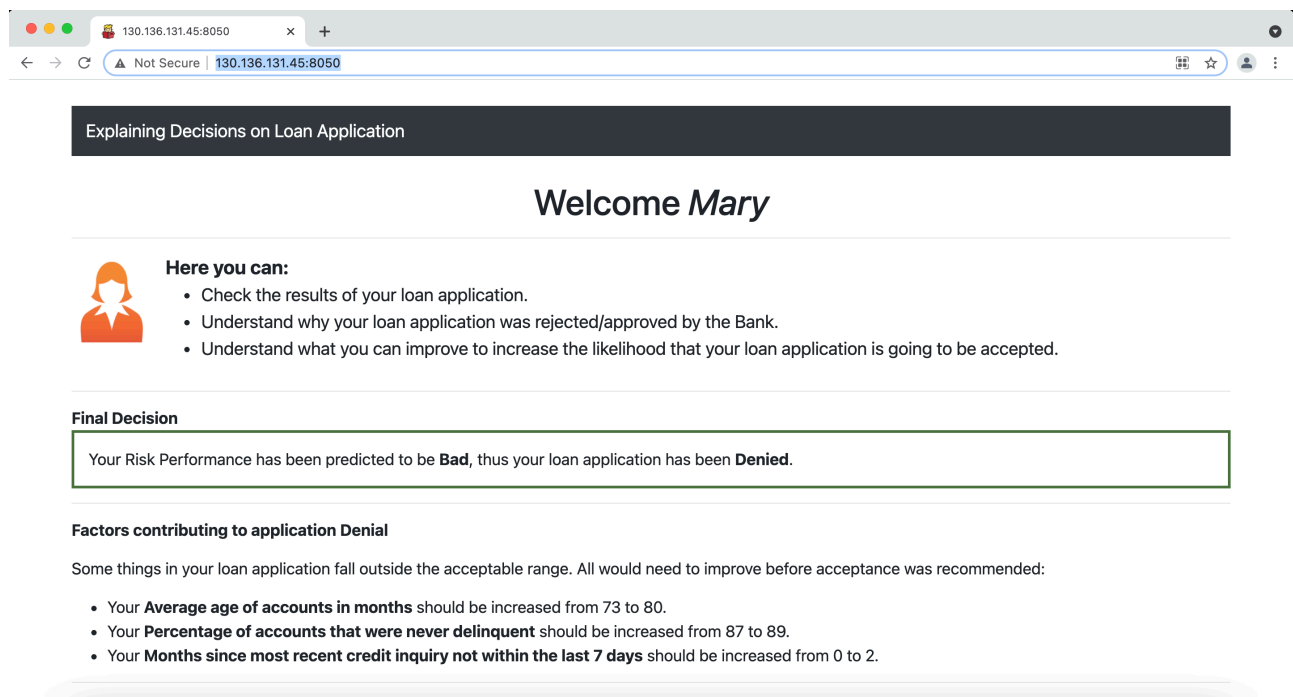 130.136.131.45:8050
Not Secure | 130.136.131.45:8050
Explaining Decisions on Loan Application
Welcome Mary
Here you can:
• Check the results of your loan application.
• Understand why your loan application was rejected/approved by the Bank.
• Understand what you can improve to increase the likelihood that your loan application is going to be accepted.
Final Decision
Your Risk Performance has been predicted to be Bad, thus your loan application has been Denied.
Factors contributing to application Denial
Some things in your loan application fall outside the acceptable range. All would need to improve before acceptance was recommended:
• Your Average age of accounts in months should be increased from 73 to 80.
• Your Percentage of accounts that were never delinquent should be increased from 87 to 89.
• Your Months since most recent credit inquiry not within the last 7 days should be increased from 0 to 2.